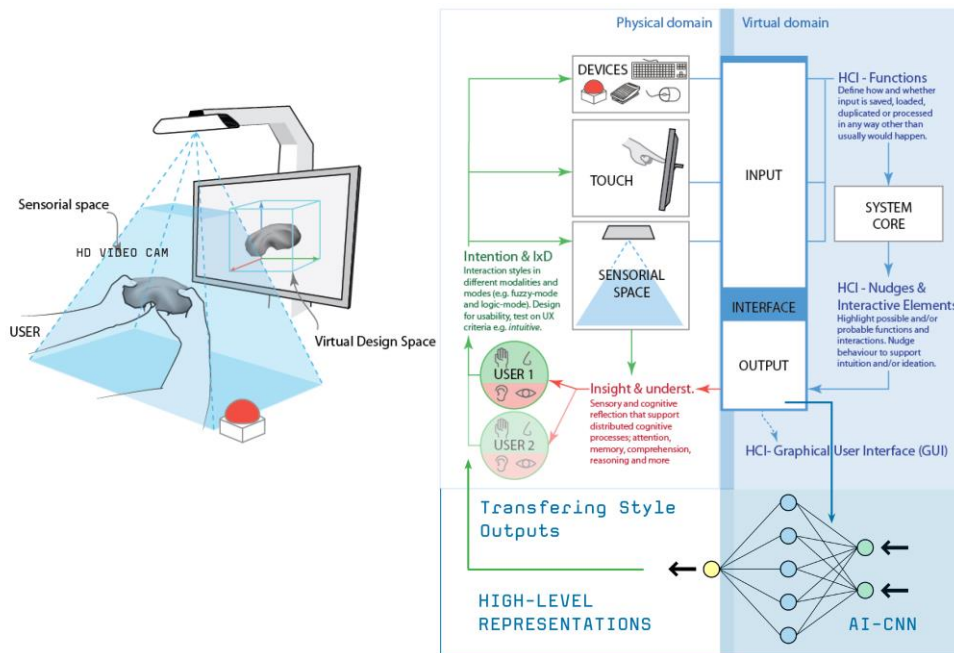 Sensorial space
HD VIDEO CAM
USER
Virtual Design Space
Physical domain
Virtual domain
DEVICES
TOUCH
SENSORIAL
SPACE
INPUT
INTERFACE
OUTPUT
HCI - Functions
Define how and whether
input is saved, loaded,
duplicated or processed
in any way other than
usually would happen.
SYSTEM
CORE
HCI - Nudges &
Interactive Elements
Highlight possible and/or
probable functions and
interactions. Nudge
behaviour to support
intuition and/or ideation.
Intention & IxD
Interaction styles in
different modalities and
modes (e.g. fuzzy-mode
and logic-mode). Design
for usability, test on UX
criteria e.g. intuitive.
USER 1
USER 2
Insight & underst.
Sensory and cognitive
reflection that support
distributed cognitive
processes; attention,
memory, comprehension,
reasoning and more
HCI- Graphical User Interface (GUI)
Transfering Style
Outputs
HIGH-LEVEL
REPRESENTATIONS
AI-CNN